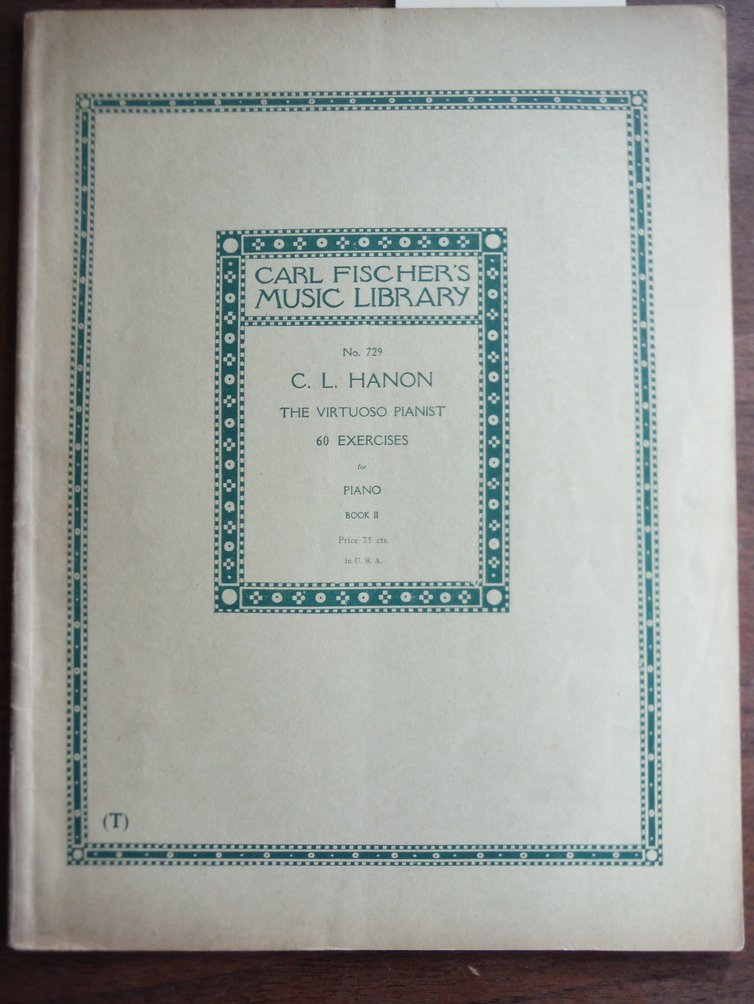 CARL FISCHER'S
MUSIC LIBRARY
No. 729
C. L. HANON
THE VIRTUOSO PIANIST
60 EXERCISES
for
PIANO
BOOK II
Price 75 cts.
in U. S. A.
(T)